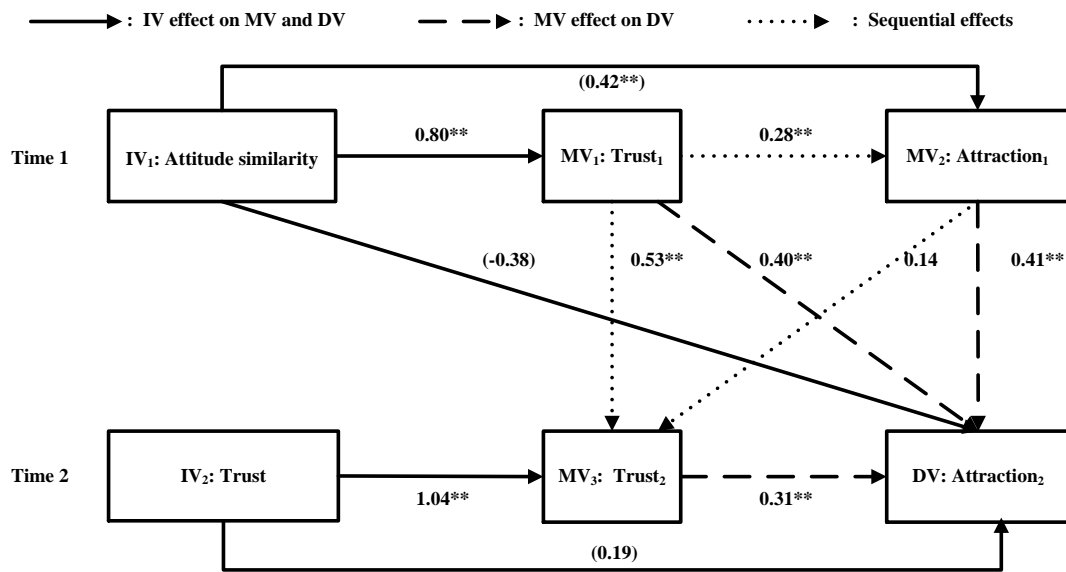 : IV effect on MV and DV : MV effect on DV : Sequential effects
(0.42**)
Time 1 IV₁: Attitude similarity 0.80** MV₁: Trust₁ 0.28** MV₂: Attraction₁
(-0.38) 0.53** 0.40** 0.14 0.41**
Time 2 IV₂: Trust 1.04** MV₃: Trust₂ 0.31** DV: Attraction₂
(0.19)